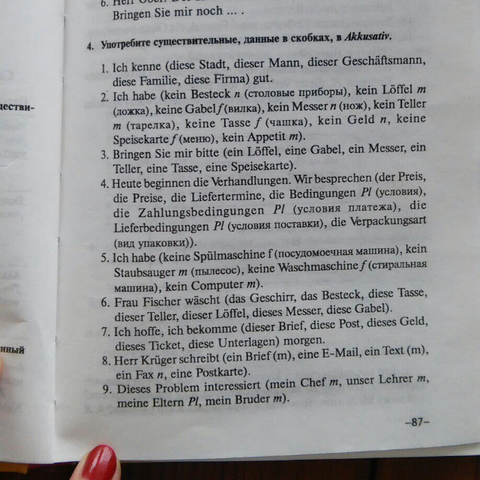 6. Herr Ober! Der
Bringen Sie mir noch ... .
4. Употребите существительные, данные в скобках, в Akkusativ.
1. Ich kenne (diese Stadt, dieser Mann, dieser Geschäftsmann,
diese Familie, diese Firma) gut.
2. Ich habe (kein Besteck n (столовые приборы), kein Löffel m
(ложка), keine Gabel f (вилка), kein Messer n (нож), kein Teller
m (тарелка), keine Tasse f (чашка), kein Geld n, keine
Speisekarte f (меню), kein Appetit m).
3. Bringen Sie mir bitte (ein Löffel, eine Gabel, ein Messer, ein
Teller, eine Tasse, eine Speisekarte).
4. Heute beginnen die Verhandlungen. Wir besprechen (der Preis,
die Preise, die Liefertermine, die Bedingungen Pl (условия),
die Zahlungsbedingungen Pl (условия платежа), die
Lieferbedingungen Pl (условия поставки), die Verpackungsart
(вид упаковки)).
5. Ich habe (keine Spülmaschine f (посудомоечная машина), kein
Staubsauger m (пылесос), keine Waschmaschine f (стиральная
машина), kein Computer m).
6. Frau Fischer wäscht (das Geschirr, das Besteck, diese Tasse,
dieser Teller, dieser Löffel, dieses Messer, diese Gabel).
7. Ich hoffe, ich bekomme (dieser Brief, diese Post, dieses Geld,
dieses Ticket, diese Unterlagen) morgen.
8. Herr Krüger schreibt (ein Brief (m), eine E-Mail, ein Text (m),
ein Fax n, eine Postkarte).
9. Dieses Problem interessiert (mein Chef m, unser Lehrer m,
meine Eltern Pl, mein Bruder m).
–87–